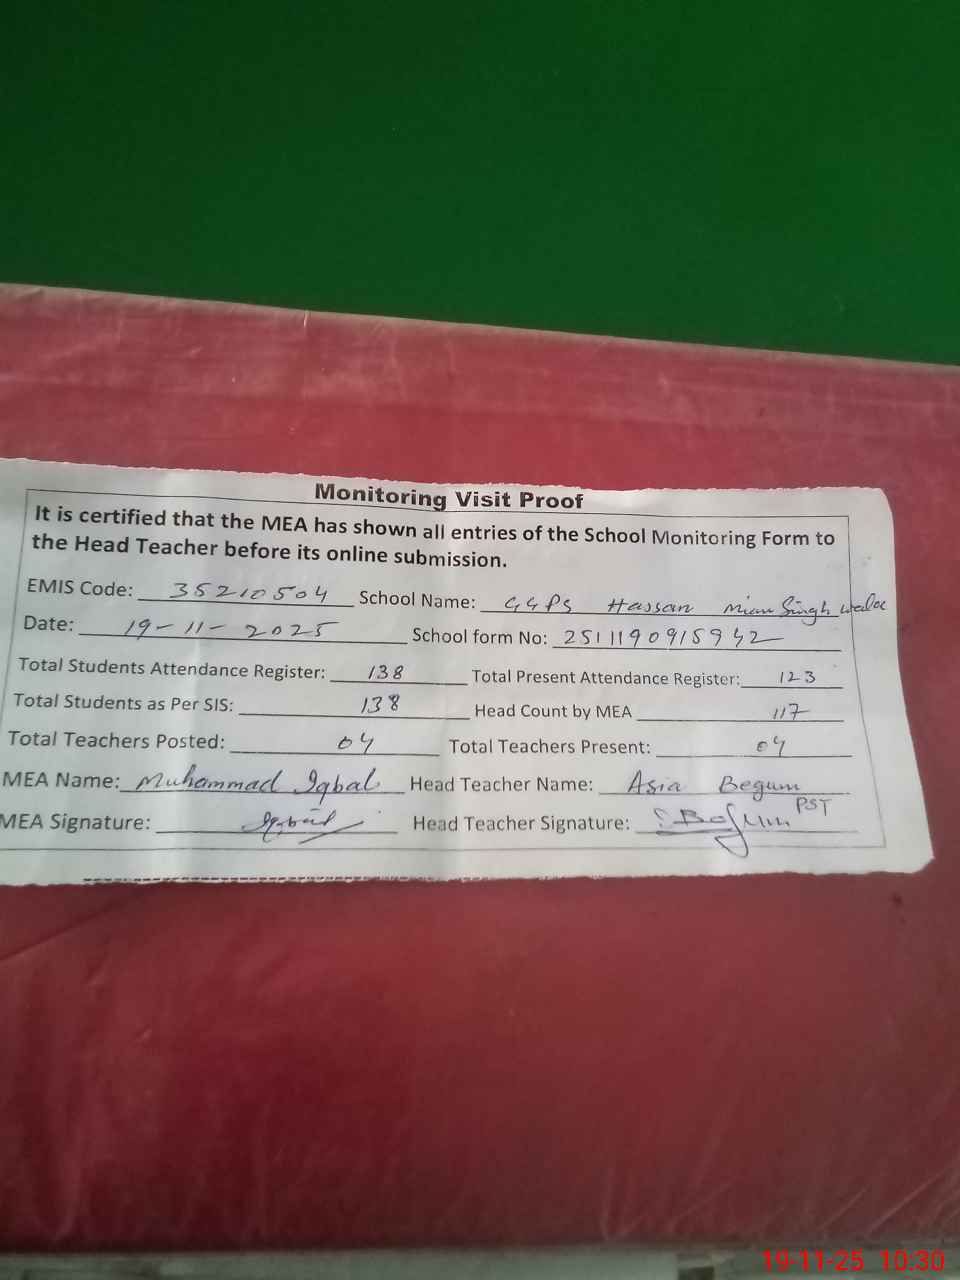 Monitoring Visit Proof
It is certified that the MEA has shown all entries of the School Monitoring Form to
the Head Teacher before its online submission.
EMIS Code: 35210504 School Name: GGPS Hassan Mian Singh wala
Date: 19-11-2025 School form No: 2511190915942
Total Students Attendance Register: 138 Total Present Attendance Register: 123
Total Students as Per SIS: 138 Head Count by MEA 117
Total Teachers Posted: 04 Total Teachers Present: 04
MEA Name: Muhammad Iqbal Head Teacher Name: Asia Begum
PST
MEA Signature: Iqbal Head Teacher Signature:
19-11-25 10:30